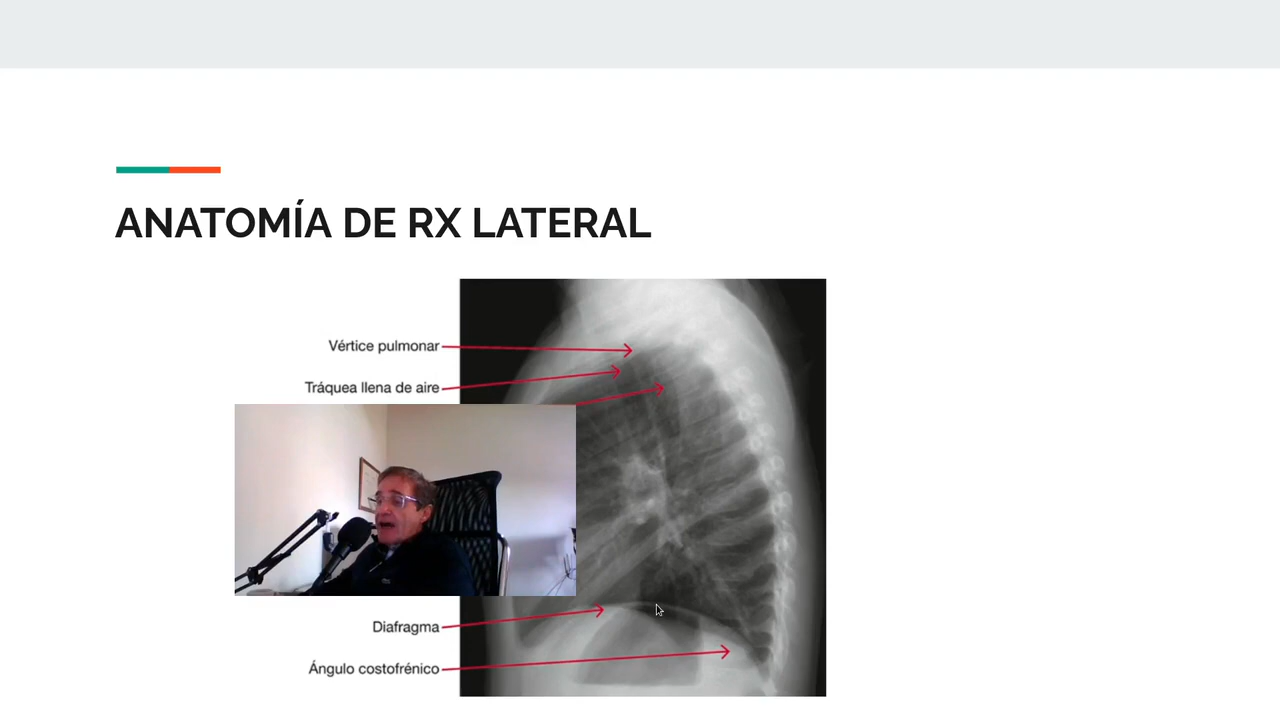 ANATOMÍA DE RX LATERAL
Vértice pulmonar
Tráquea llena de aire
Diafragma
Ángulo costofrénico